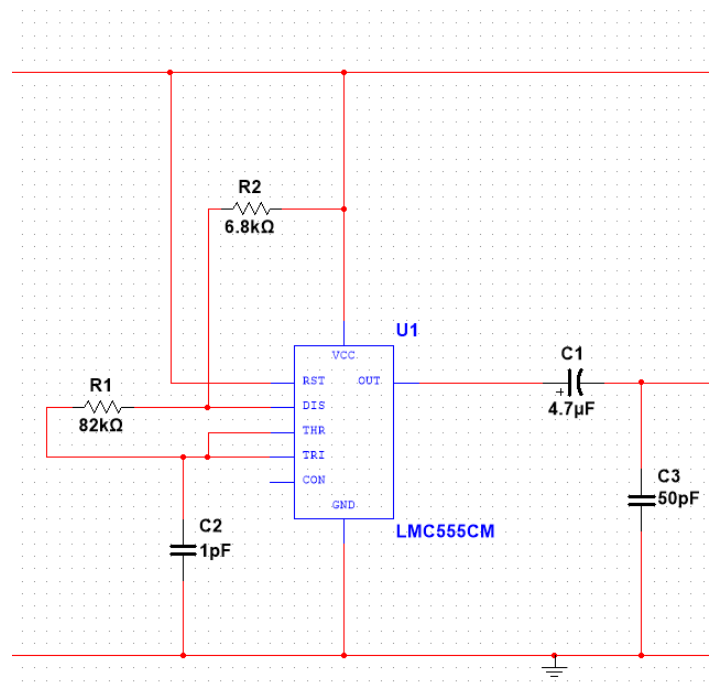 R2
6.8kΩ
U1
VCC
RST
OUT
DIS
THR
TRI
CON
GND
LMC555CM
R1
82kΩ
C1
+
4.7µF
C2
1pF
C3
50pF